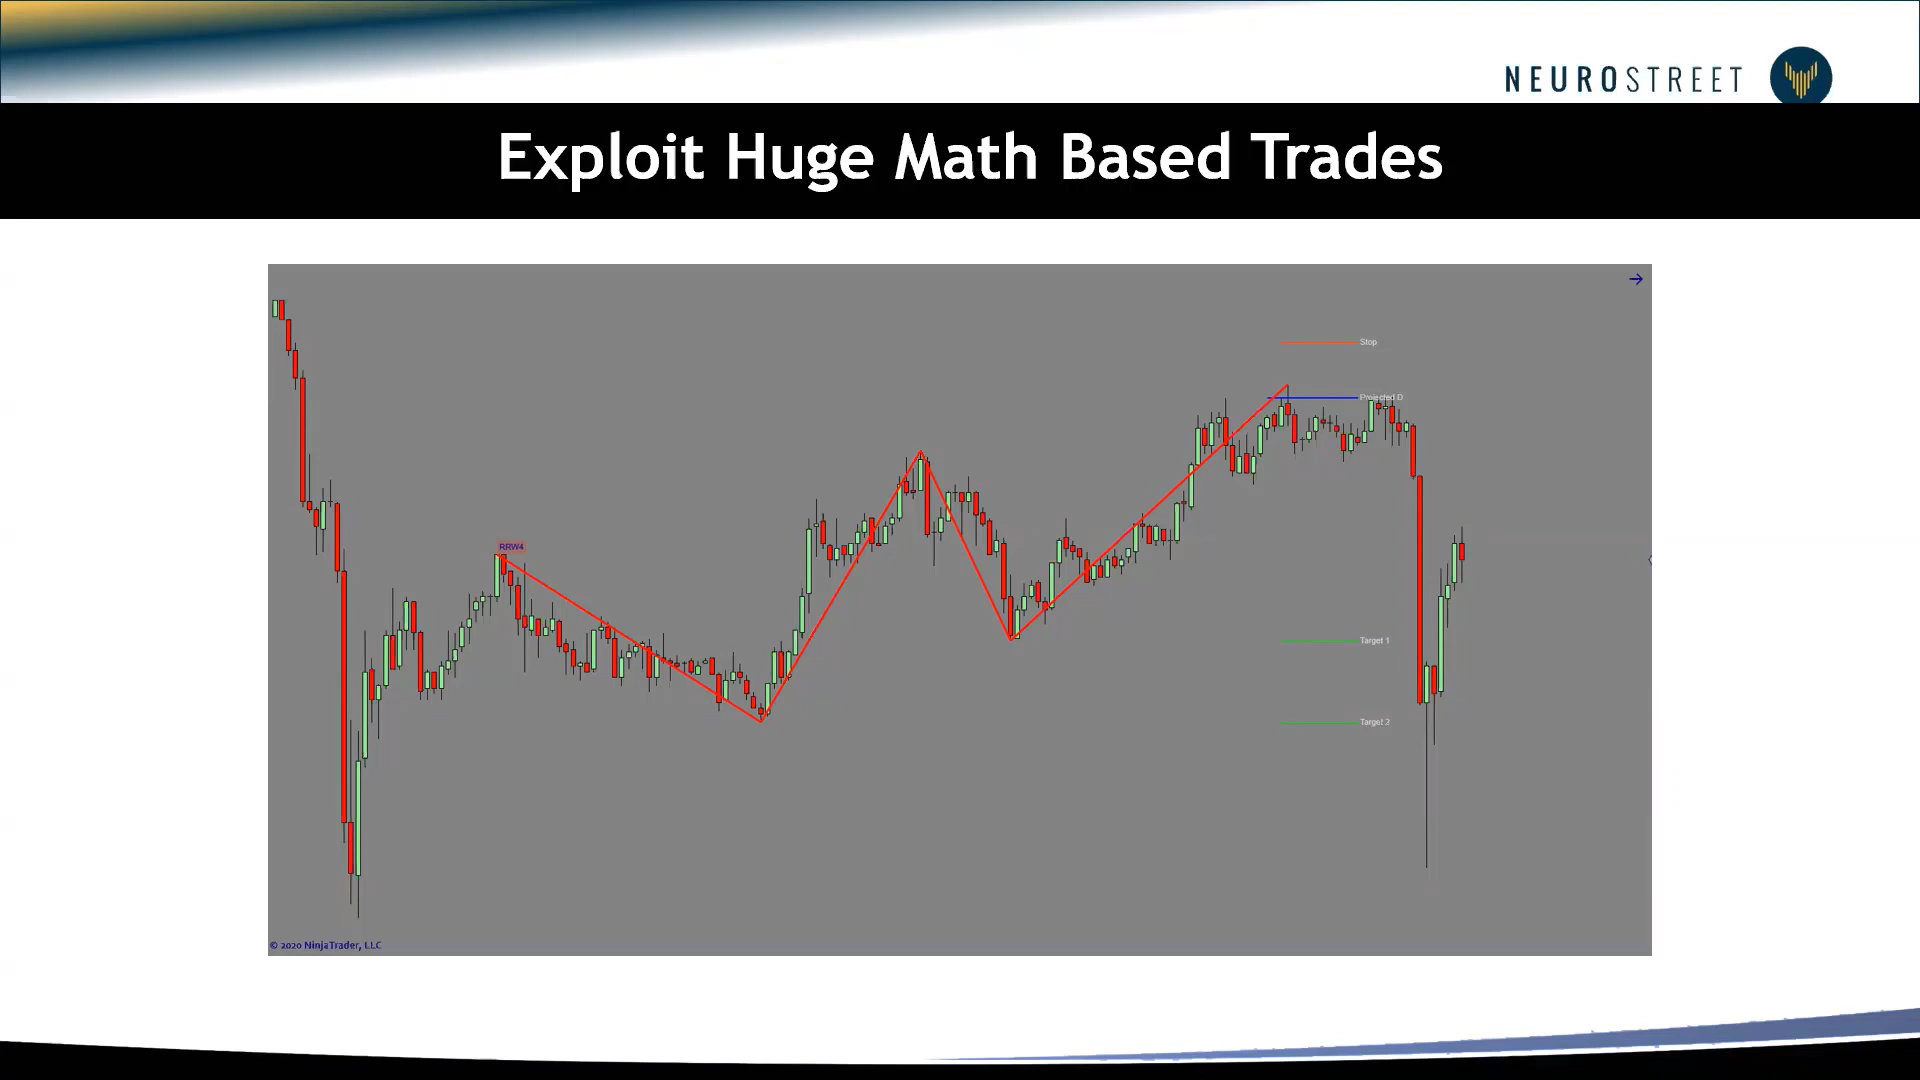 NEUROSTREET
Exploit Huge Math Based Trades
Stop
Projected D
RRW4
Target 1
Target 2
© 2020 NinjaTrader, LLC